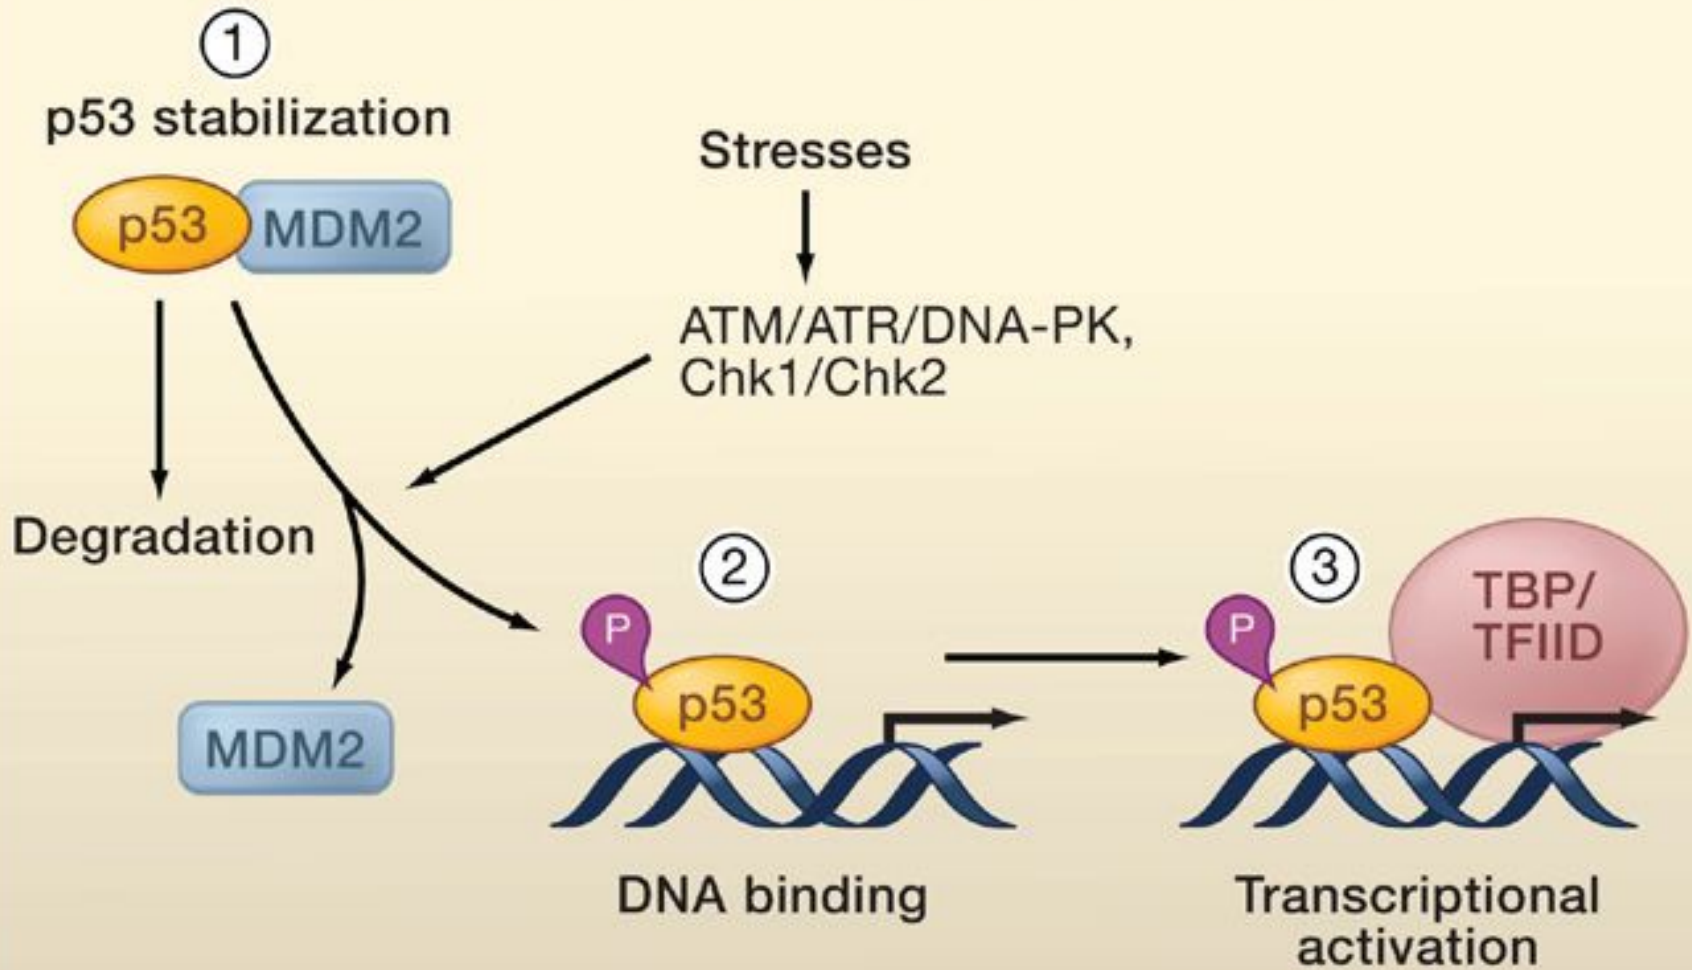 1
p53 stabilization
p53
MDM2
Stresses
ATM/ATR/DNA-PK,
Chk1/Chk2
Degradation
MDM2
2
P
p53
DNA binding
3
P
p53
TBP/
TFIID
Transcriptional
activation